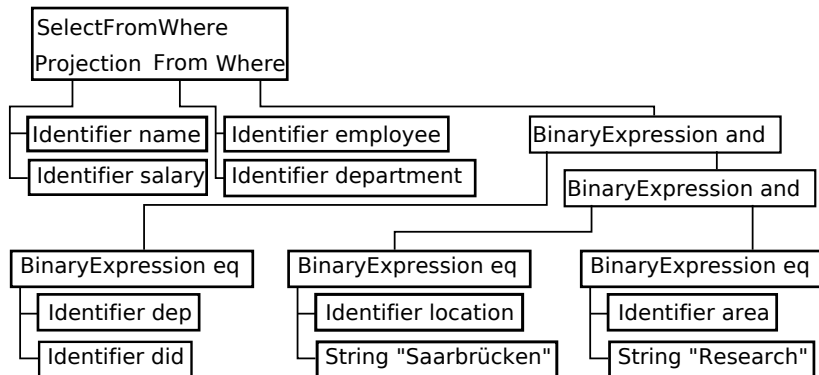 SelectFromWhere
Projection From Where
Identifier name
Identifier employee
BinaryExpression and
Identifier salary
Identifier department
BinaryExpression and
BinaryExpression eq
BinaryExpression eq
BinaryExpression eq
Identifier dep
Identifier location
Identifier area
Identifier did
String "Saarbrücken"
String "Research"